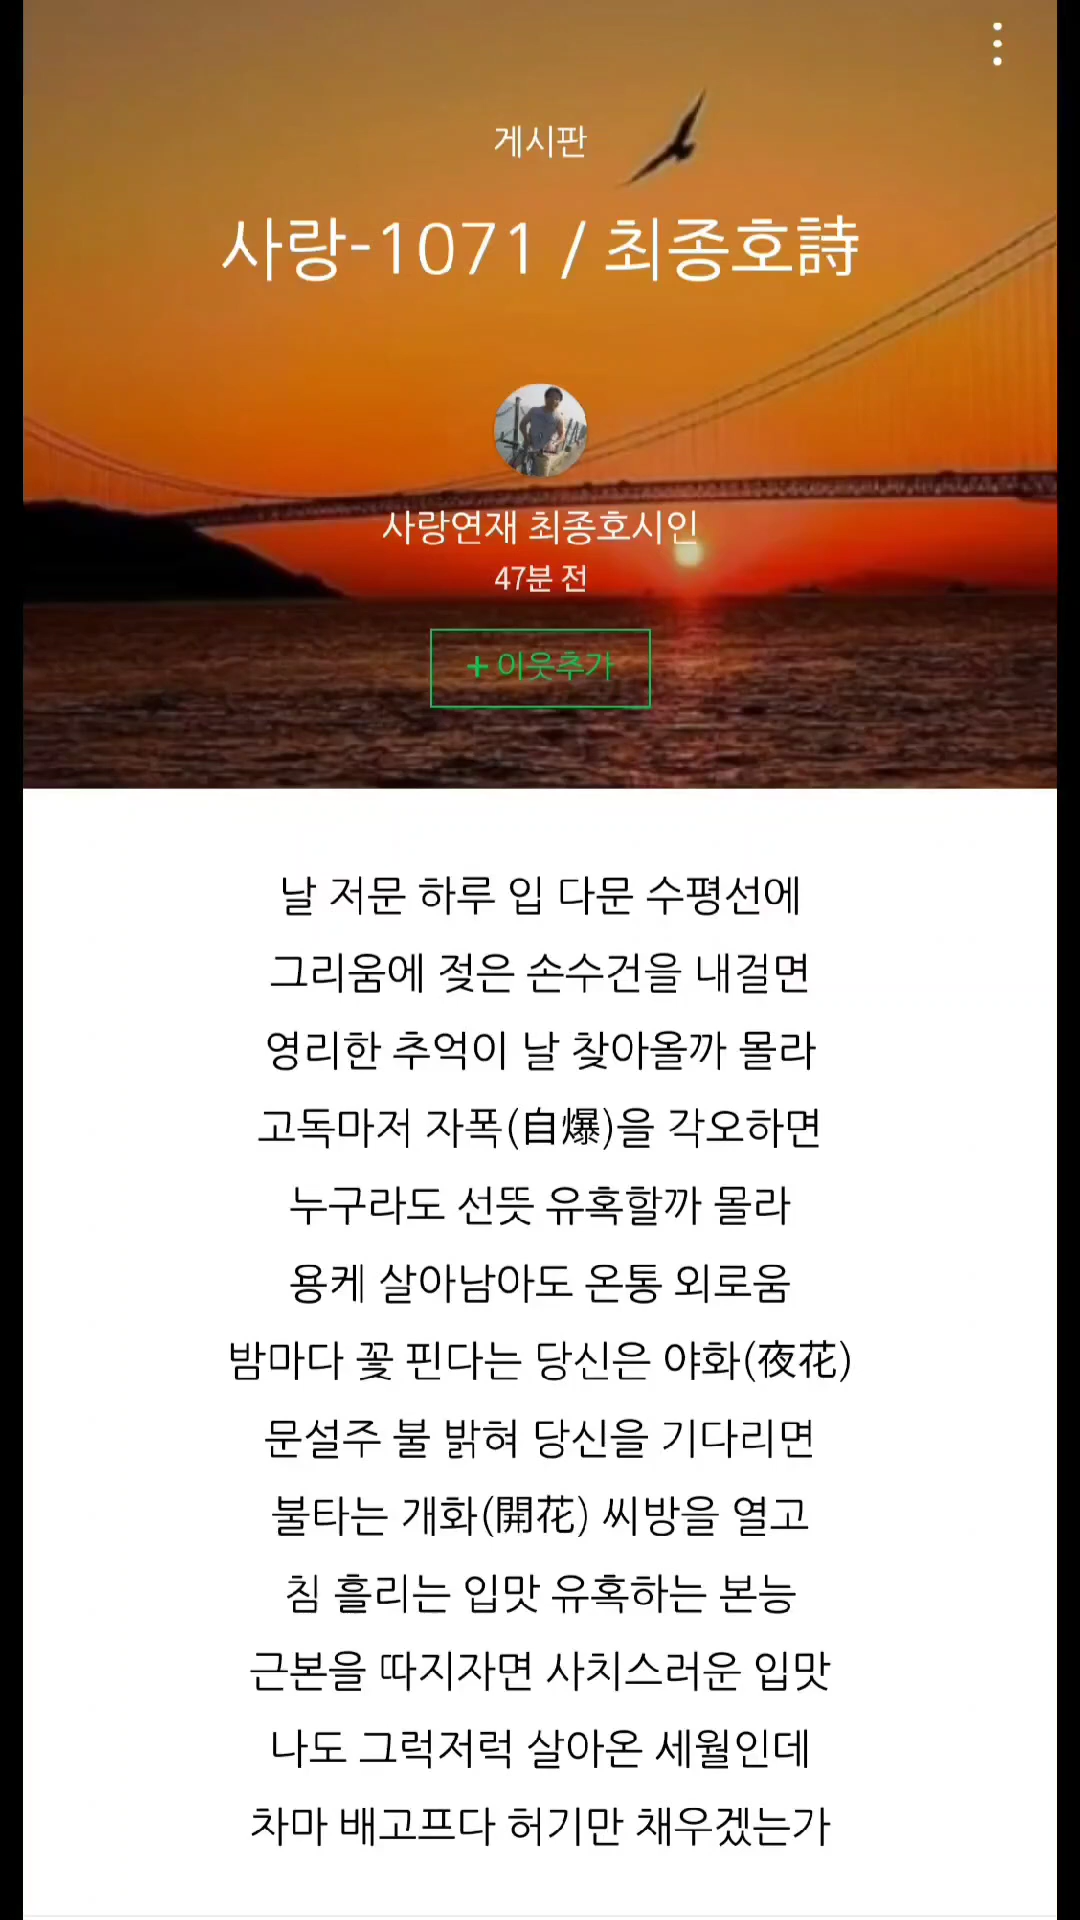 게시판
사랑-1071 / 최종호詩
사랑연재 최종호시인
47분 전
+ 이웃추가
날 저문 하루 입 다문 수평선에
그리움에 젖은 손수건을 내걸면
영리한 추억이 날 찾아올까 몰라
고독마저 자폭(自爆)을 각오하면
누구라도 선뜻 유혹할까 몰라
용케 살아남아도 온통 외로움
밤마다 꽃 핀다는 당신은 야화(夜花)
문설주 불 밝혀 당신을 기다리면
불타는 개화(開花) 씨방을 열고
침 흘리는 입맛 유혹하는 본능
근본을 따지자면 사치스러운 입맛
나도 그럭저럭 살아온 세월인데
차마 배고프다 허기만 채우겠는가